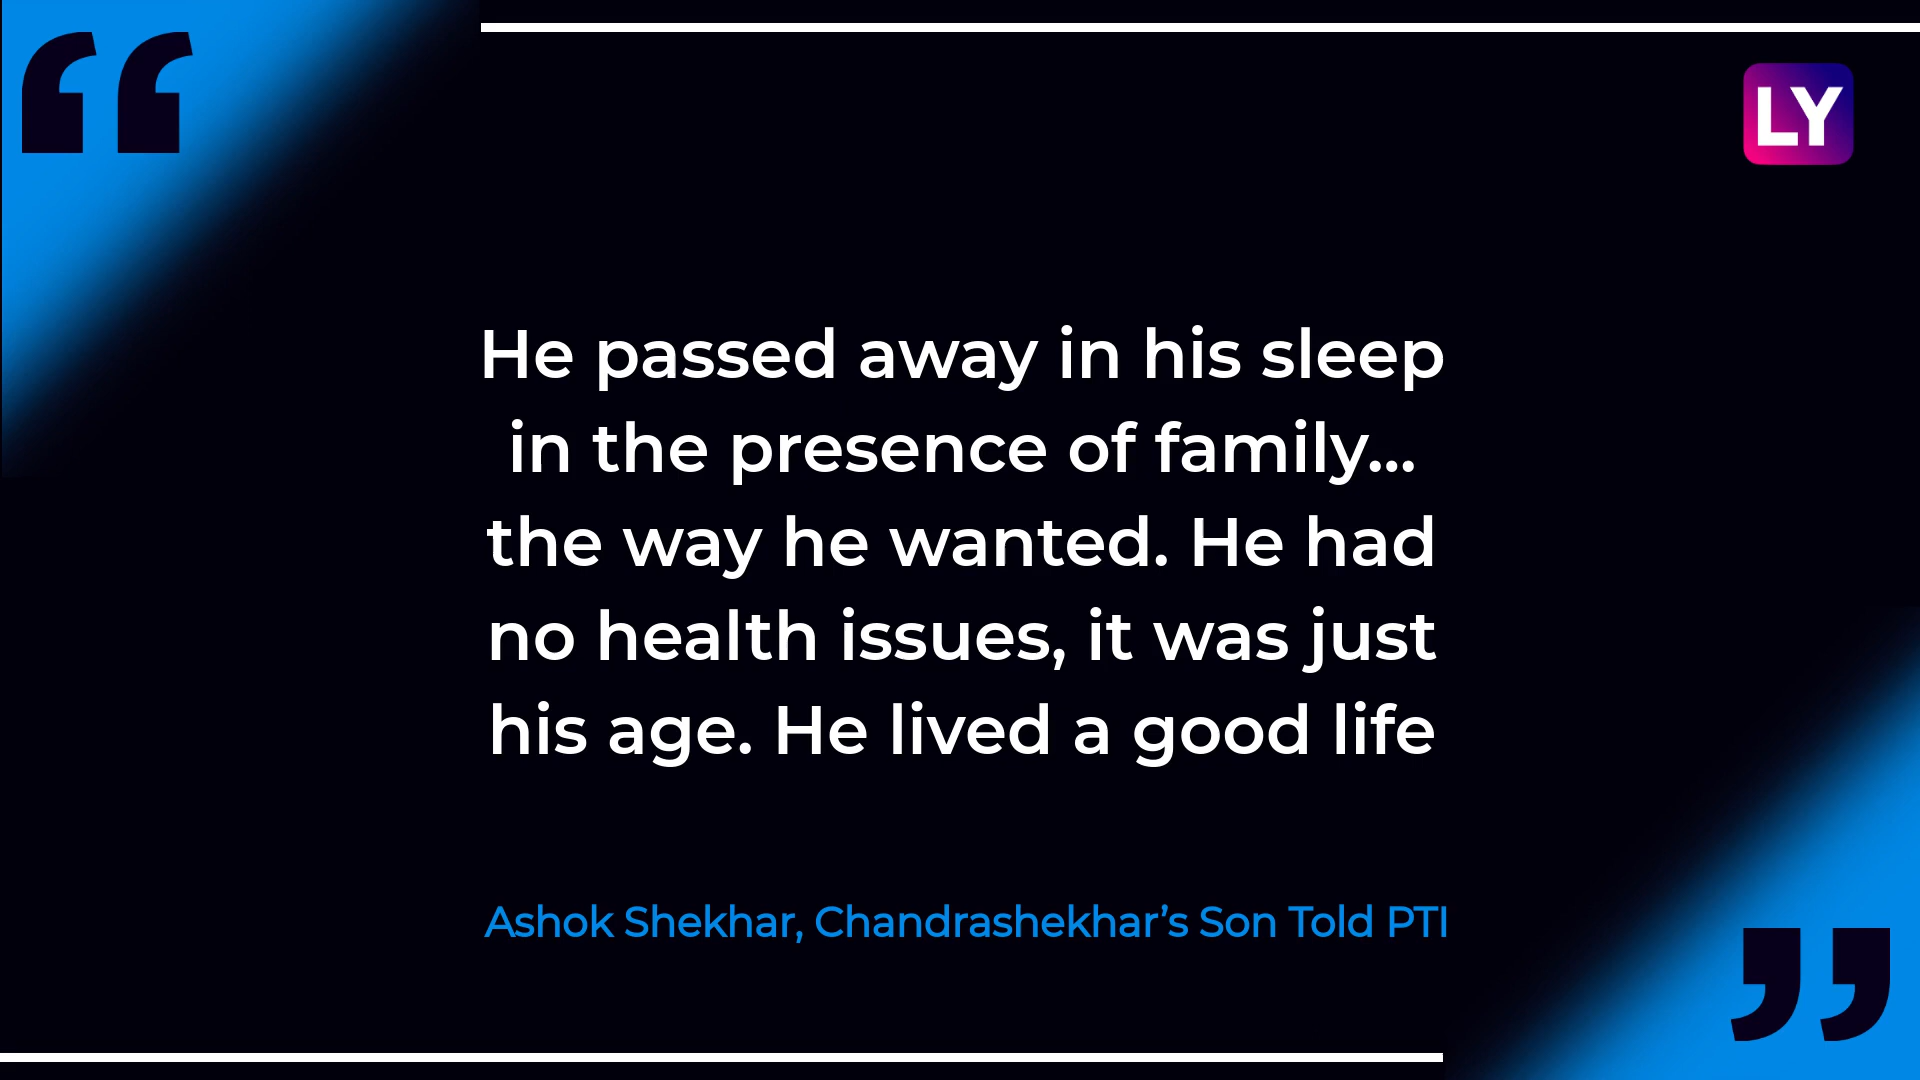 “
LY
He passed away in his sleep
in the presence of family...
the way he wanted. He had
no health issues, it was just
his age. He lived a good life
Ashok Shekhar, Chandrashekhar’s Son Told PTI
”